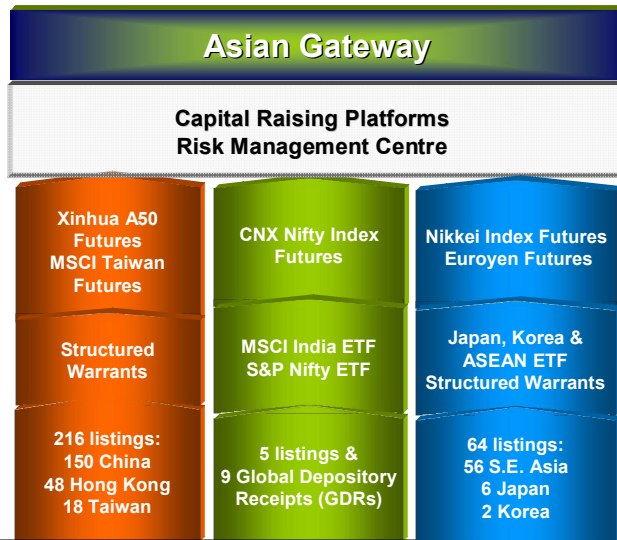 Asian Gateway
Capital Raising Platforms
Risk Management Centre
Xinhua A50
Futures
MSCI Taiwan
Futures
Structured
Warrants
216 listings:
150 China
48 Hong Kong
18 Taiwan
CNX Nifty Index
Futures
MSCI India ETF
S&P Nifty ETF
5 listings &
9 Global Depository
Receipts (GDRs)
Nikkei Index Futures
Euroyen Futures
Japan, Korea &
ASEAN ETF
Structured Warrants
64 listings:
56 S.E. Asia
6 Japan
2 Korea